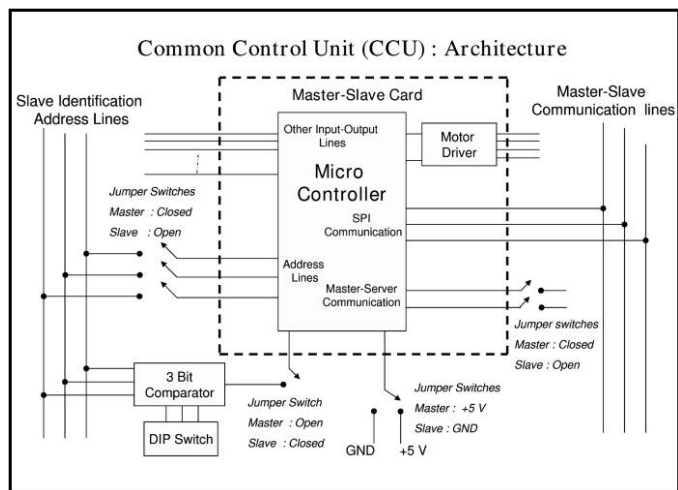 Common Control Unit (CCU) : Architecture
Slave Identification
Address Lines
Master-Slave Card
Master-Slave
Communication lines
Other Input-Output
Lines
Motor
Driver
Micro
Controller
Jumper Switches
Master : Closed
Slave : Open
SPI
Communication
Address
Lines
Master-Server
Communication
Jumper switches
Master : Closed
Slave : Open
3 Bit
Comparator
DIP Switch
Jumper Switch
Master : Open
Slave : Closed
Jumper Switches
Master : +5 V
Slave : GND
GND
+5 V